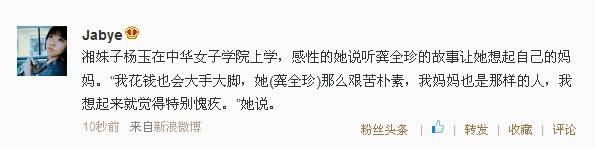 Jabye
湘妹子杨玉在中华女子学院上学，感性的她说听龚全珍的故事让她想起自己的妈
妈。“我花钱也会大手大脚，她(龚全珍)那么艰苦朴素，我妈妈也是那样的人，我
想起来就觉得特别愧疚。”她说。
10秒前 来自新浪微博 粉丝头条 | | 转发 | 收藏 | 评论